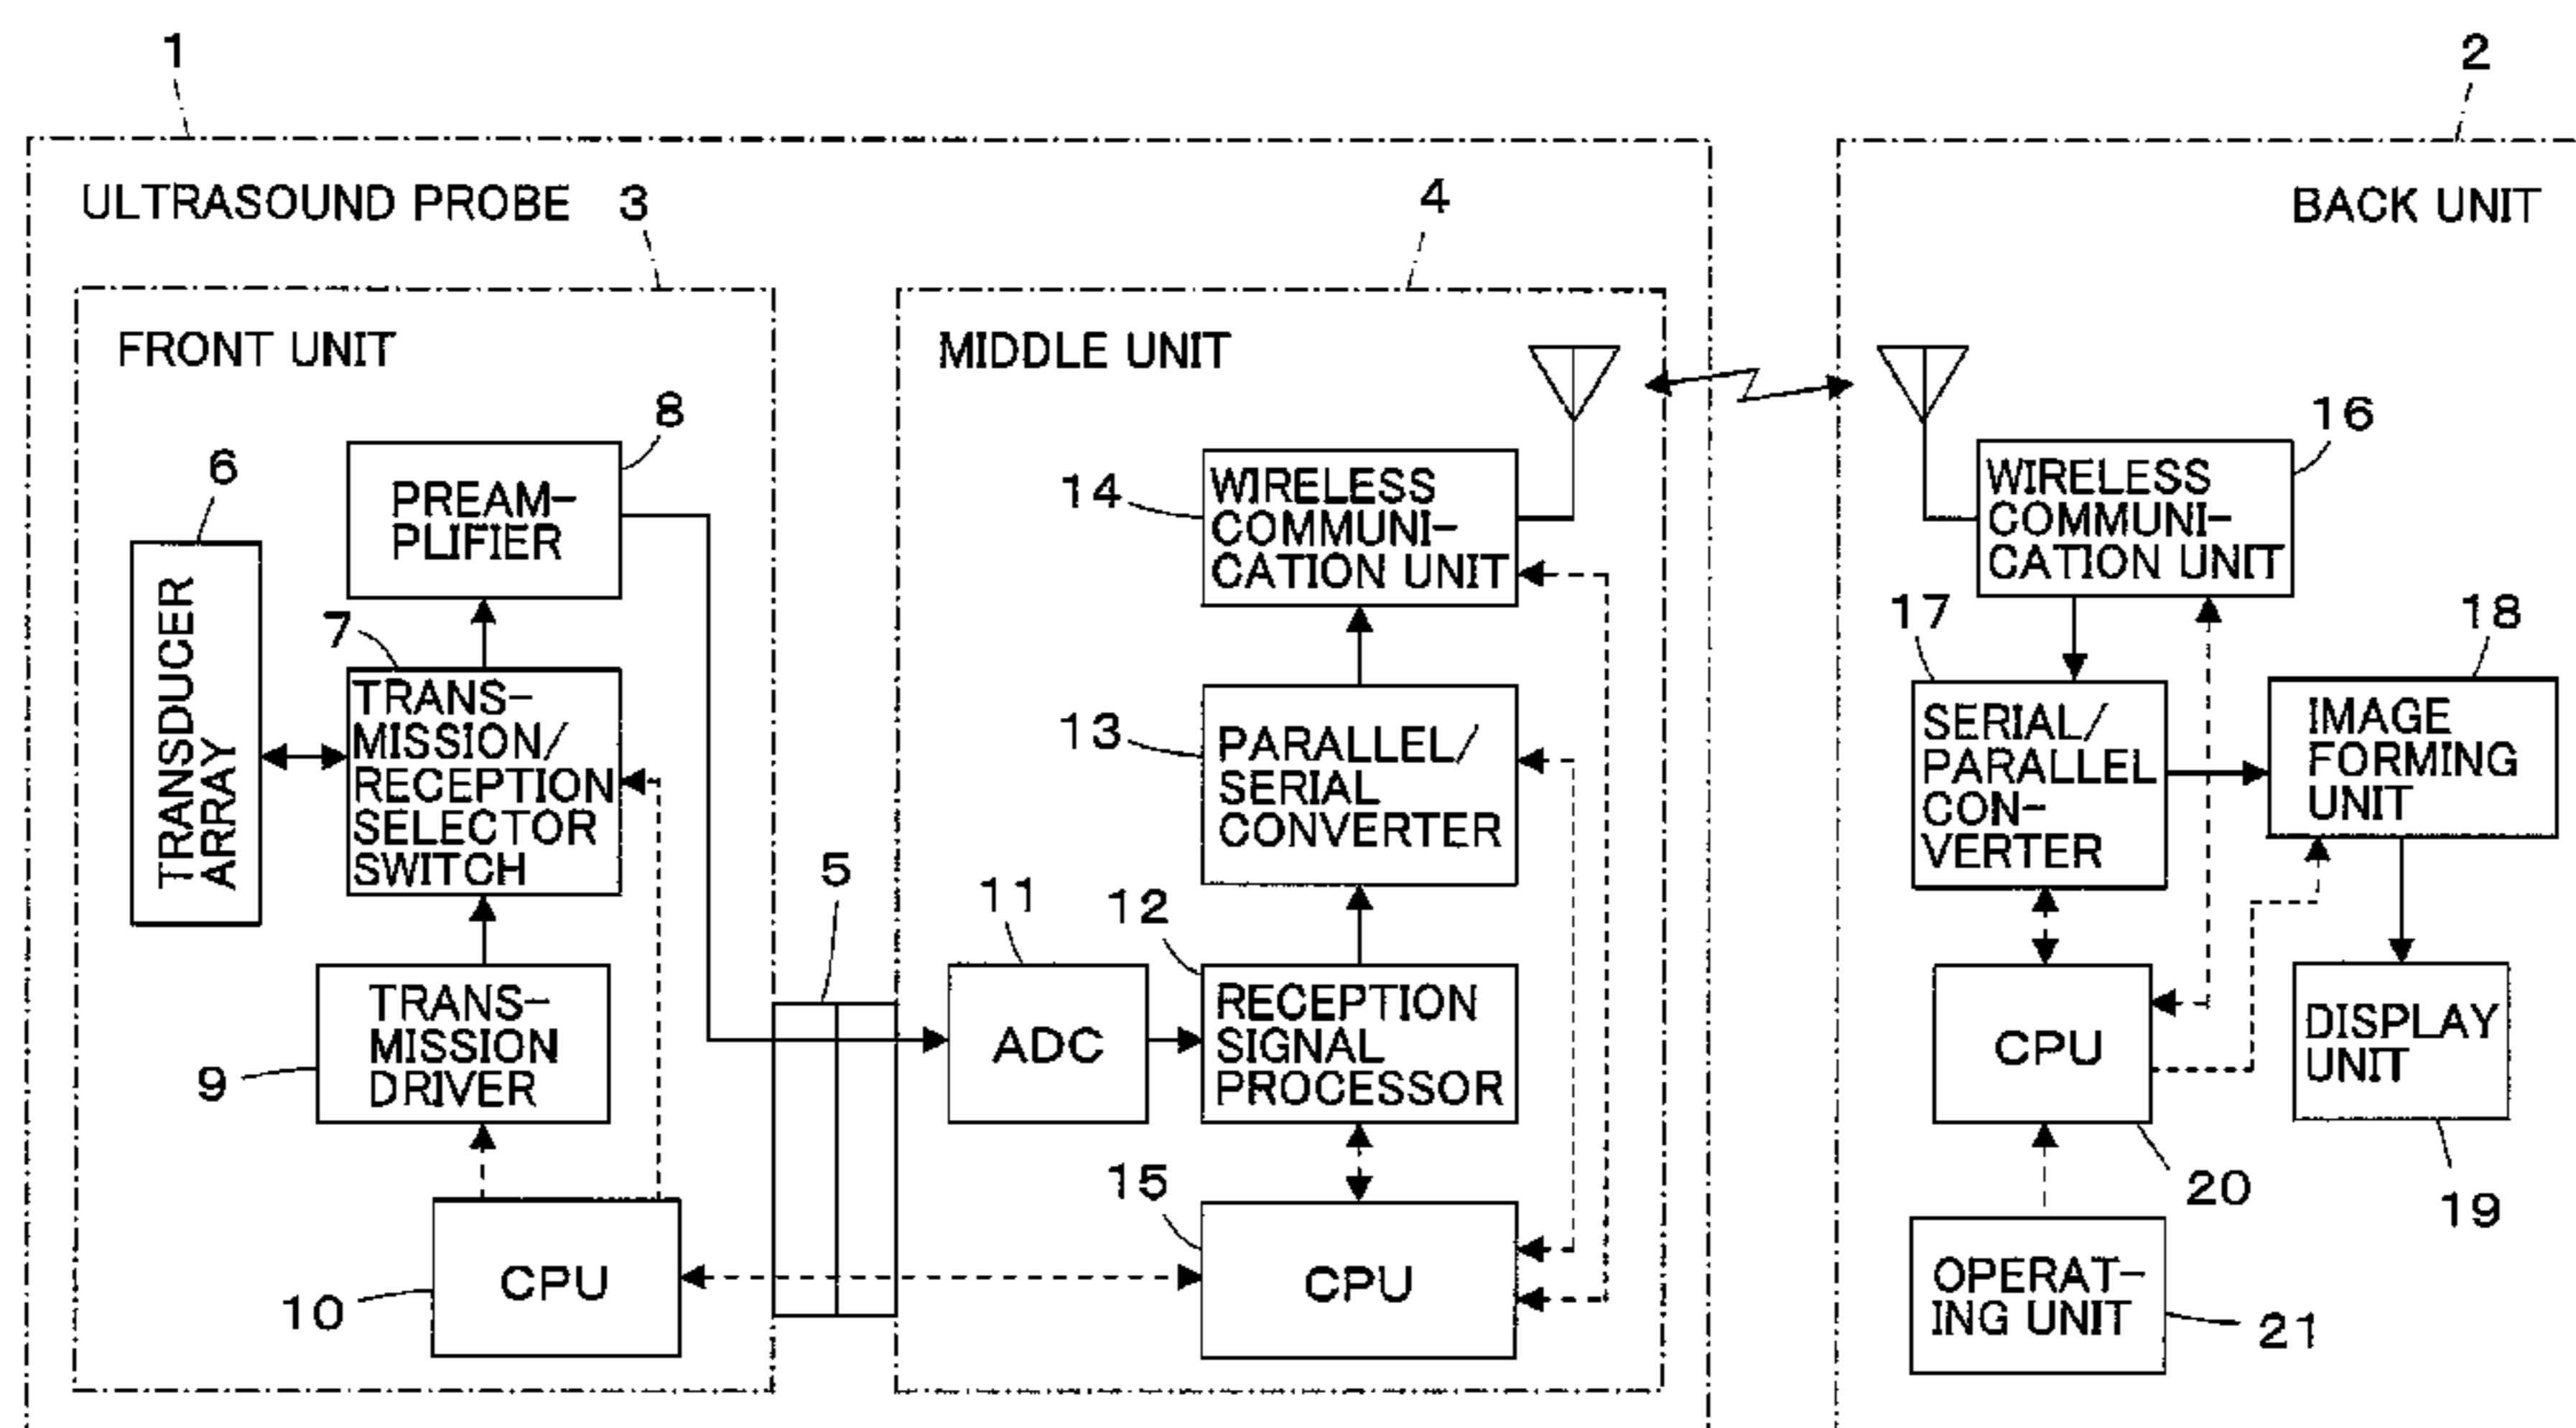 1
2
ULTRASOUND PROBE
3
4
BACK UNIT
FRONT UNIT
MIDDLE UNIT
8
6
PREAM-
PLIFIER
TRANSDUCER
ARRAY
7
TRANS-
MISSION/
RECEPTION
SELECTOR
SWITCH
9
TRANS-
MISSION
DRIVER
10
CPU
5
11
ADC
12
RECEPTION
SIGNAL
PROCESSOR
13
PARALLEL/
SERIAL
CONVERTER
14
WIRELESS
COMMUNI-
CATION UNIT
15
CPU
16
WIRELESS
COMMUNI-
CATION UNIT
17
SERIAL/
PARALLEL
CON-
VERTER
18
IMAGE
FORMING
UNIT
CPU
20
DISPLAY
UNIT
19
OPERAT-
ING UNIT
21